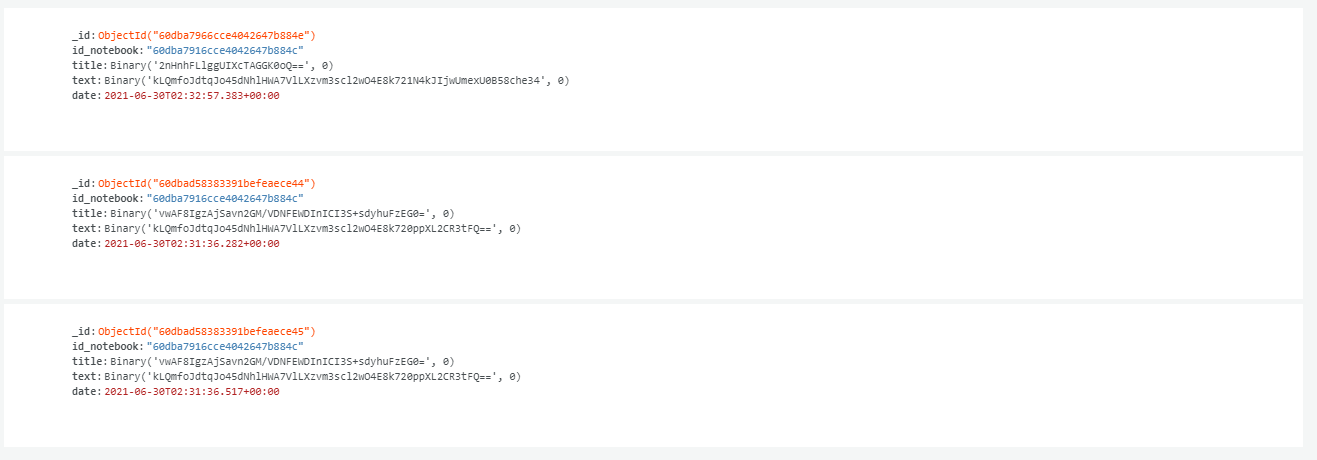 _id: ObjectId("60dba7966cce4042647b884e")
id_notebook: "60dba7916cce4042647b884c"
title: Binary('2nHnhFLlggUIXcTAGGK0oQ==', 0)
text: Binary('kLQmfoJdtqJo45dNhlHWA7VlLXzvm3scl2wO4E8k721N4kJIjwUmexU0B58che34', 0)
date: 2021-06-30T02:32:57.383+00:00
_id: ObjectId("60dbad58383391befeaece44")
id_notebook: "60dba7916cce4042647b884c"
title: Binary('vwAF8IgzAjSavn2GM/VDNFEWDInICI3S+sdyhuFzEG0=', 0)
text: Binary('kLQmfoJdtqJo45dNhlHWA7VlLXzvm3scl2wO4E8k720ppXL2CR3tFQ==', 0)
date: 2021-06-30T02:31:36.282+00:00
_id: ObjectId("60dbad58383391befeaece45")
id_notebook: "60dba7916cce4042647b884c"
title: Binary('vwAF8IgzAjSavn2GM/VDNFEWDInICI3S+sdyhuFzEG0=', 0)
text: Binary('kLQmfoJdtqJo45dNhlHWA7VlLXzvm3scl2wO4E8k720ppXL2CR3tFQ==', 0)
date: 2021-06-30T02:31:36.517+00:00